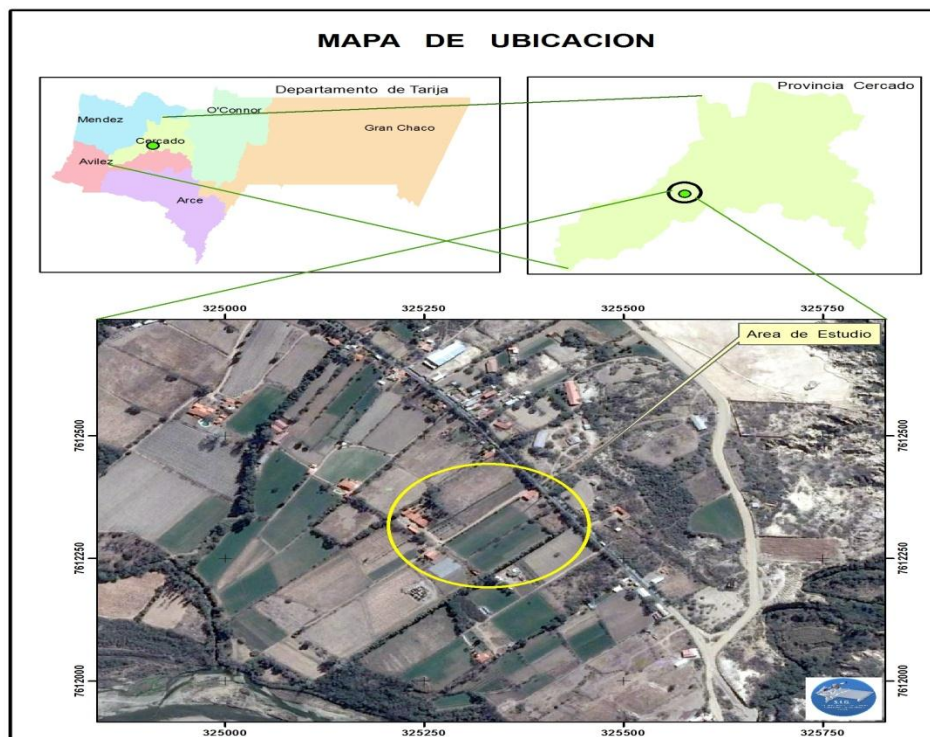 MAPA DE UBICACION
Departamento de Tarija
O'Connor
Mendez
Gran Chaco
Cercado
Avilez
Arce
Provincia Cercado
325000 325250 325500 325750
Area de Estudio
7612500 7612500
7612250 7612250
7612000 7612000
325000 325250 325500 325750